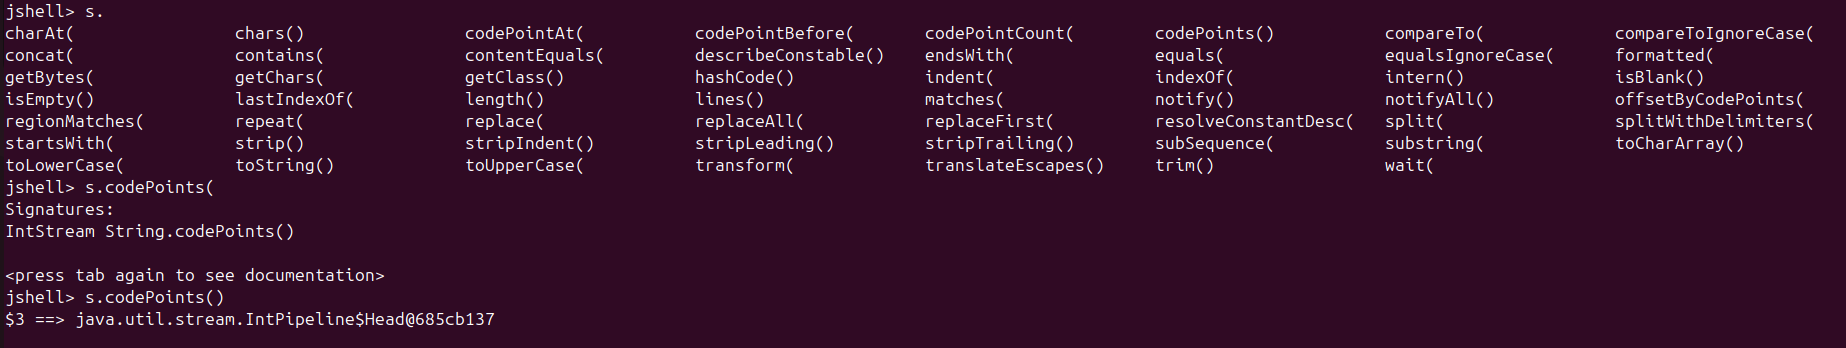 jshell> s.
charAt( chars() codePointAt( codePointBefore( codePointCount( codePoints() compareTo( compareToIgnoreCase(
concat( contains( contentEquals( describeConstable() endsWith( equals( equalsIgnoreCase( formatted(
getBytes( getChars( getClass() hashCode() indent( indexOf( intern() isBlank()
isEmpty() lastIndexOf( length() lines() matches( notify() notifyAll() offsetByCodePoints(
regionMatches( repeat( replace( replaceAll( replaceFirst( resolveConstantDesc( split( splitWithDelimiters(
startsWith( strip() stripIndent() stripLeading() stripTrailing() subSequence( substring( toCharArray()
toLowerCase( toString() toUpperCase( transform( translateEscapes() trim() wait(
jshell> s.codePoints(
Signatures:
IntStream String.codePoints()
<press tab again to see documentation>
jshell> s.codePoints()
$3 ==> java.util.stream.IntPipeline$Head@685cb137